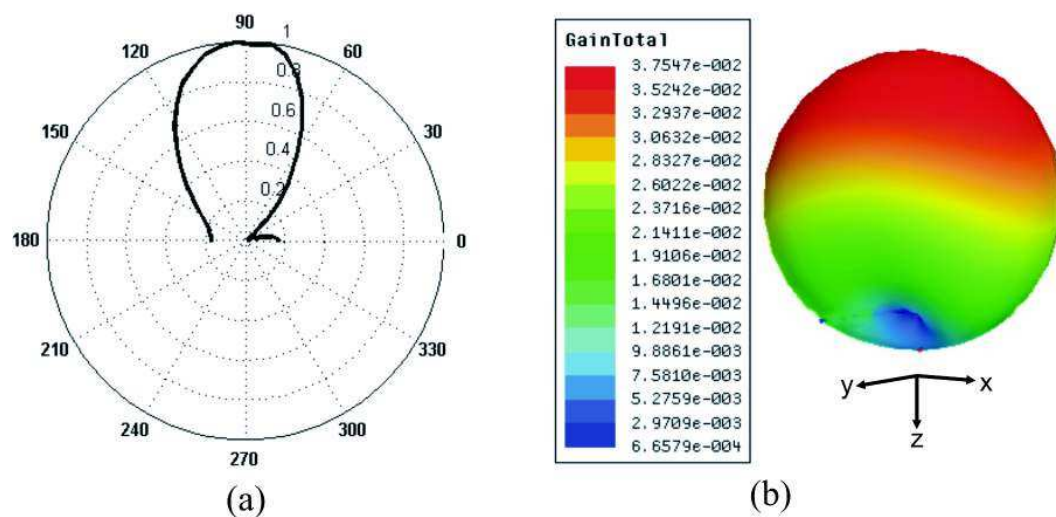 90
1
120
60
0.8
0.6
150
30
0.4
0.2
180
0
210
330
240
300
270
(a)
GainTotal
3.7547e-002
3.5242e-002
3.2937e-002
3.0632e-002
2.8327e-002
2.6022e-002
2.3716e-002
2.1411e-002
1.9106e-002
1.6801e-002
1.4496e-002
1.2191e-002
9.8861e-003
7.5810e-003
5.2759e-003
2.9709e-003
6.6579e-004
y
x
z
(b)